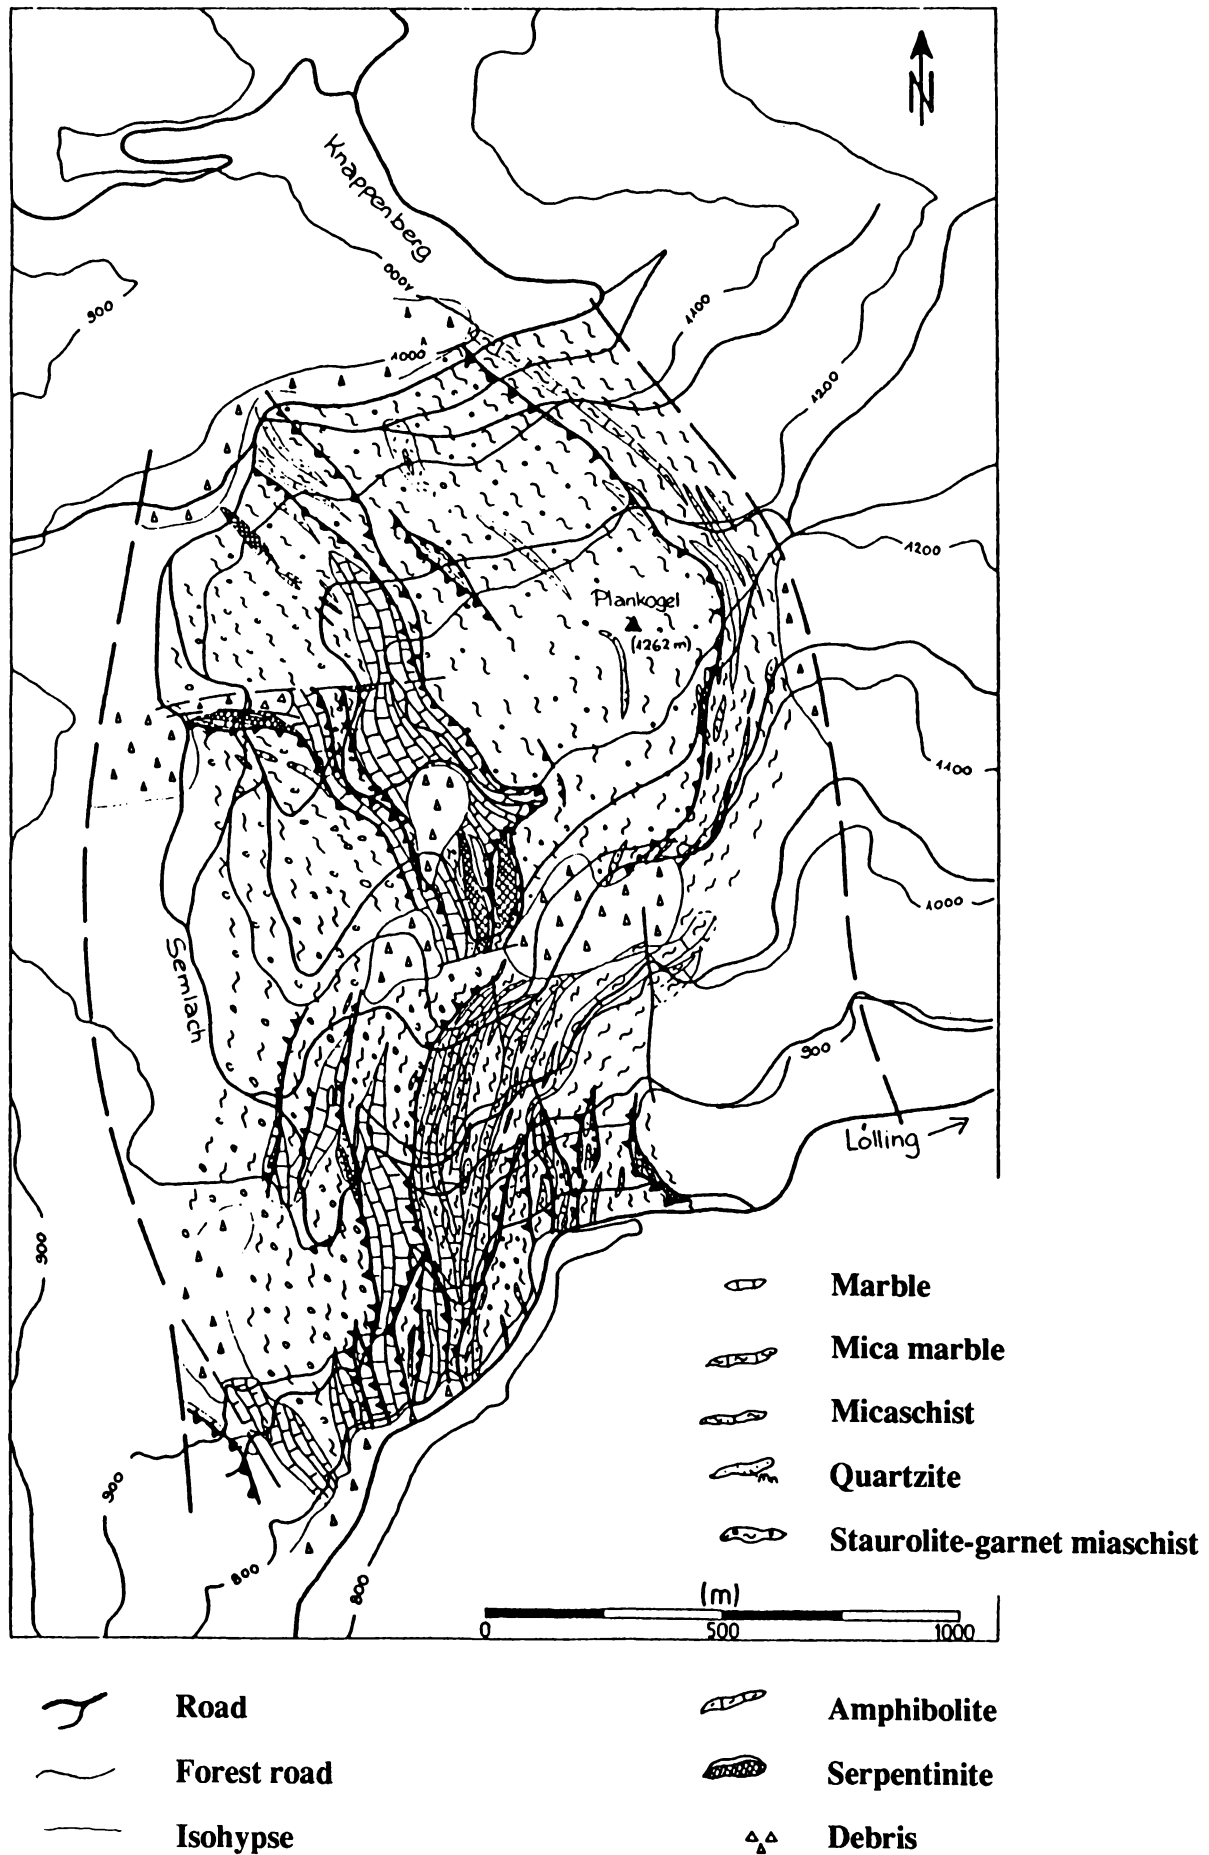 N
Knappenberg
1000
900
1100
1000
1200
1200
Plankogel
(1262 m)
1100
1000
Semlach
900
Lölling
900
Marble
Mica marble
Micaschist
900
Quartzite
Staurolite-garnet miaschist
800
800
(m)
0
500
1000
Road
Amphibolite
Forest road
Serpentinite
Isohypse
Debris